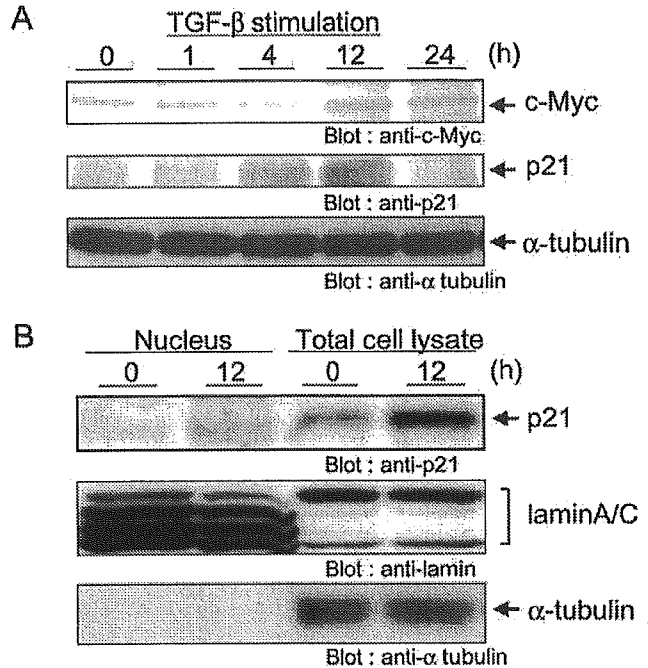 A
TGF-β stimulation
0 1 4 12 24 (h)
c-Myc
Blot : anti-c-Myc
p21
Blot : anti-p21
α-tubulin
Blot : anti-α tubulin
B
Nucleus Total cell lysate
0 12 0 12 (h)
p21
Blot : anti-p21
laminA/C
Blot : anti-lamin
α-tubulin
Blot : anti-α tubulin